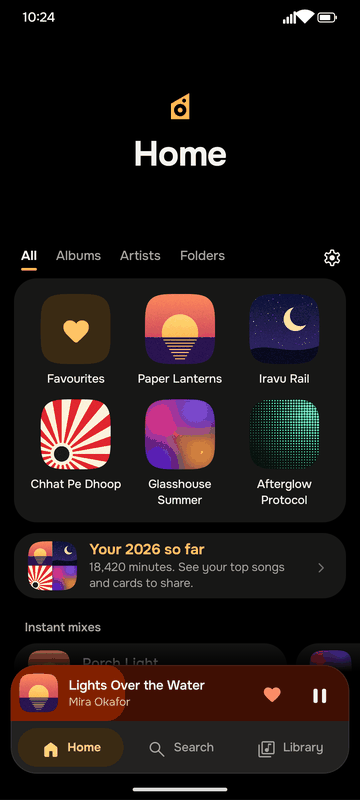 10:24
Home
All Albums Artists Folders
Favourites Paper Lanterns Iravu Rail
Chhat Pe Dhoop Glasshouse Summer Afterglow Protocol
Your 2026 so far
18,420 minutes. See your top songs
and cards to share.
Instant mixes
Porch Light
Lights Over the Water
Mira Okafor
Home Search Library